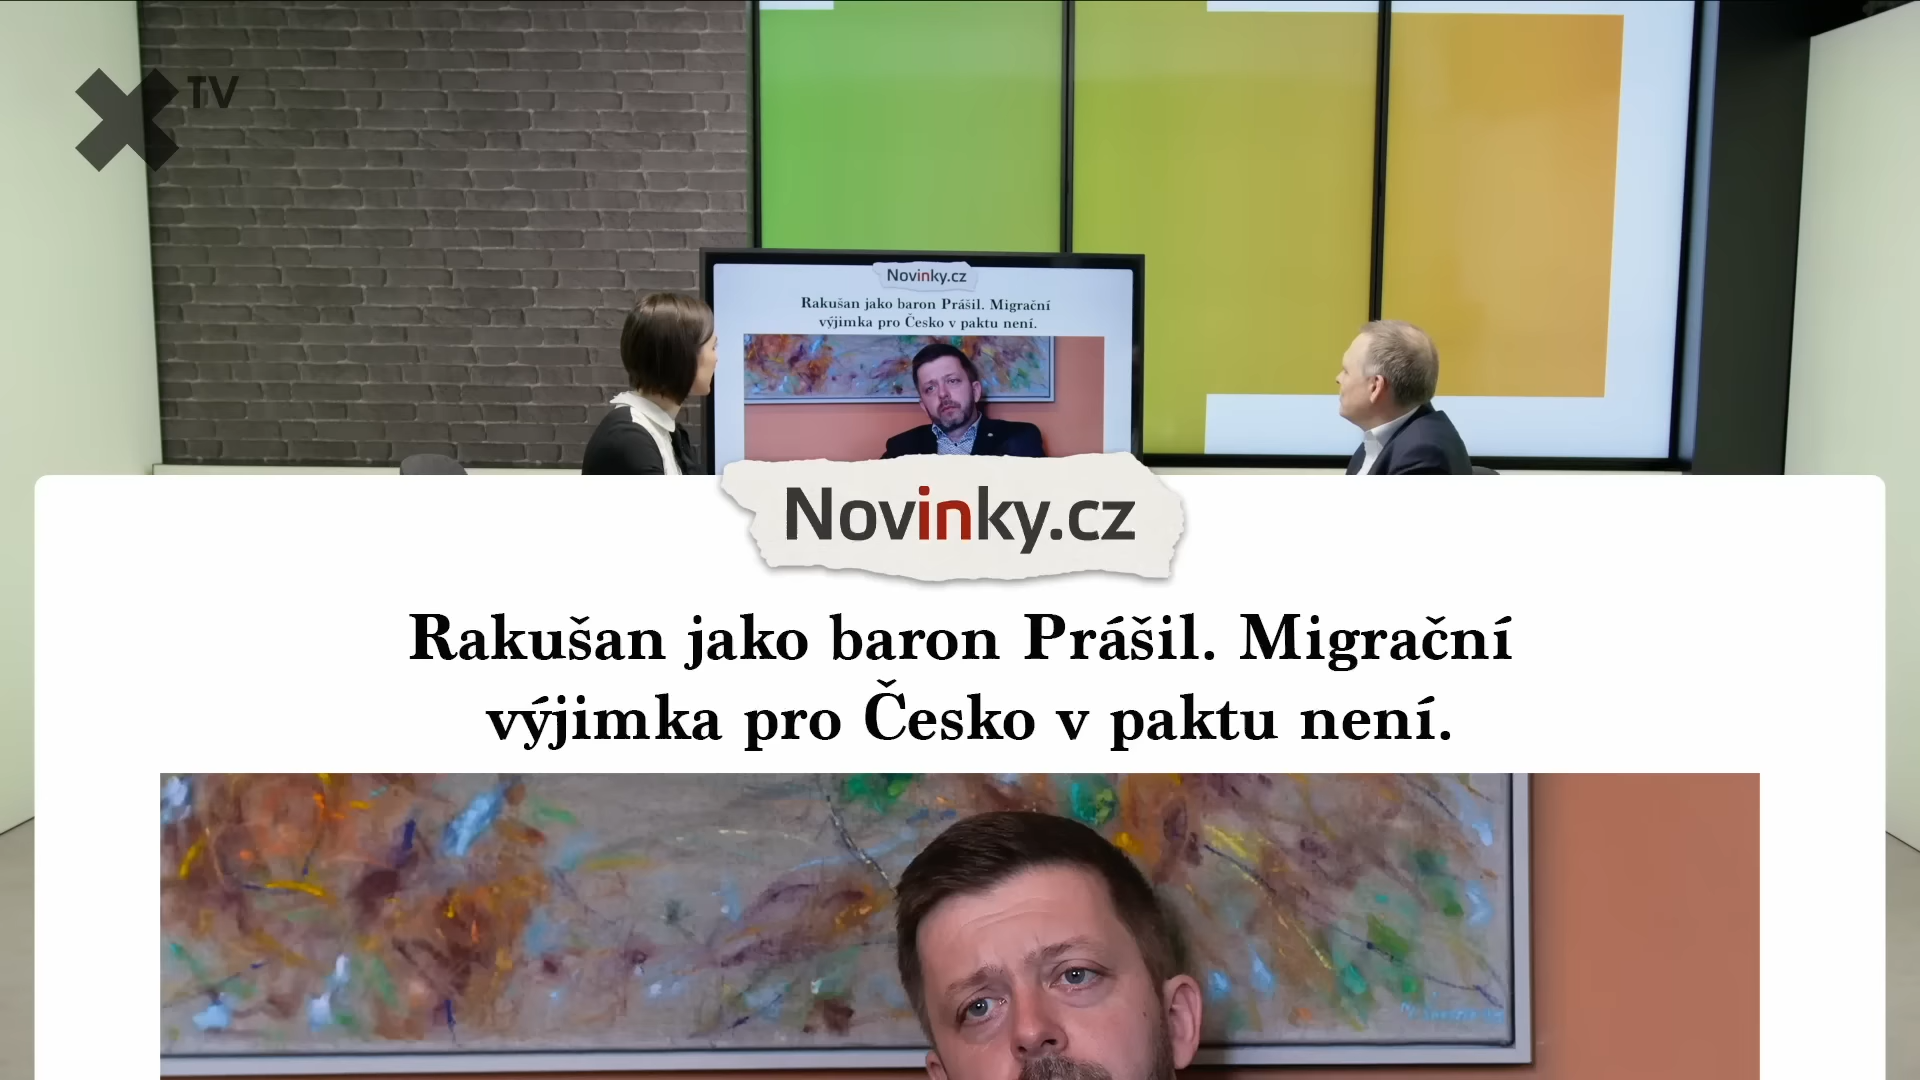 TV
Novinky.cz
Rakušan jako baron Prášil. Migrační
výjimka pro Česko v paktu není.
Novinky.cz
Rakušan jako baron Prášil. Migrační
výjimka pro Česko v paktu není.